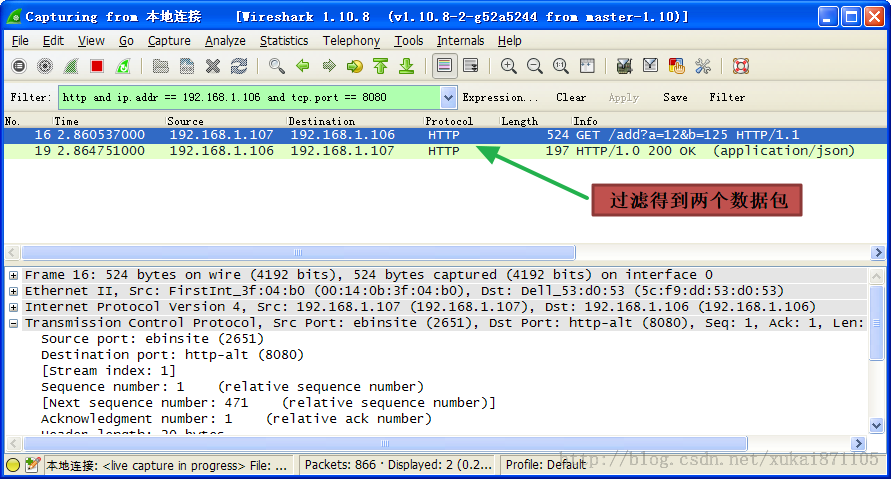 Capturing from 本地连接 [Wireshark 1.10.8 (v1.10.8-2-g52a5244 from master-1.10)]
File Edit View Go Capture Analyze Statistics Telephony Tools Internals Help
Filter: http and ip.addr == 192.168.1.106 and tcp.port == 8080 Expression... Clear Apply Save Filter
No. Time Source Destination Protocol Length Info
16 2.860537000 192.168.1.107 192.168.1.106 HTTP 524 GET /add?a=12&b=125 HTTP/1.1
19 2.864751000 192.168.1.106 192.168.1.107 HTTP 197 HTTP/1.0 200 OK (application/json)
过滤得到两个数据包
Frame 16: 524 bytes on wire (4192 bits), 524 bytes captured (4192 bits) on interface 0
Ethernet II, Src: FirstInt_3f:04:b0 (00:14:0b:3f:04:b0), Dst: Dell_53:d0:53 (5c:f9:dd:53:d0:53)
Internet Protocol Version 4, Src: 192.168.1.107 (192.168.1.107), Dst: 192.168.1.106 (192.168.1.106)
Transmission Control Protocol, Src Port: ebinsite (2651), Dst Port: http-alt (8080), Seq: 1, Ack: 1, Len:
Source port: ebinsite (2651)
Destination port: http-alt (8080)
[Stream index: 1]
Sequence number: 1 (relative sequence number)
[Next sequence number: 471 (relative sequence number)]
Acknowledgment number: 1 (relative ack number)
Header length: 20 bytes
本地连接: <live capture in progress> File: ... Packets: 866 · Displayed: 2 (0.2... Profile: Default
http://blog.csdn.net/xukai871105